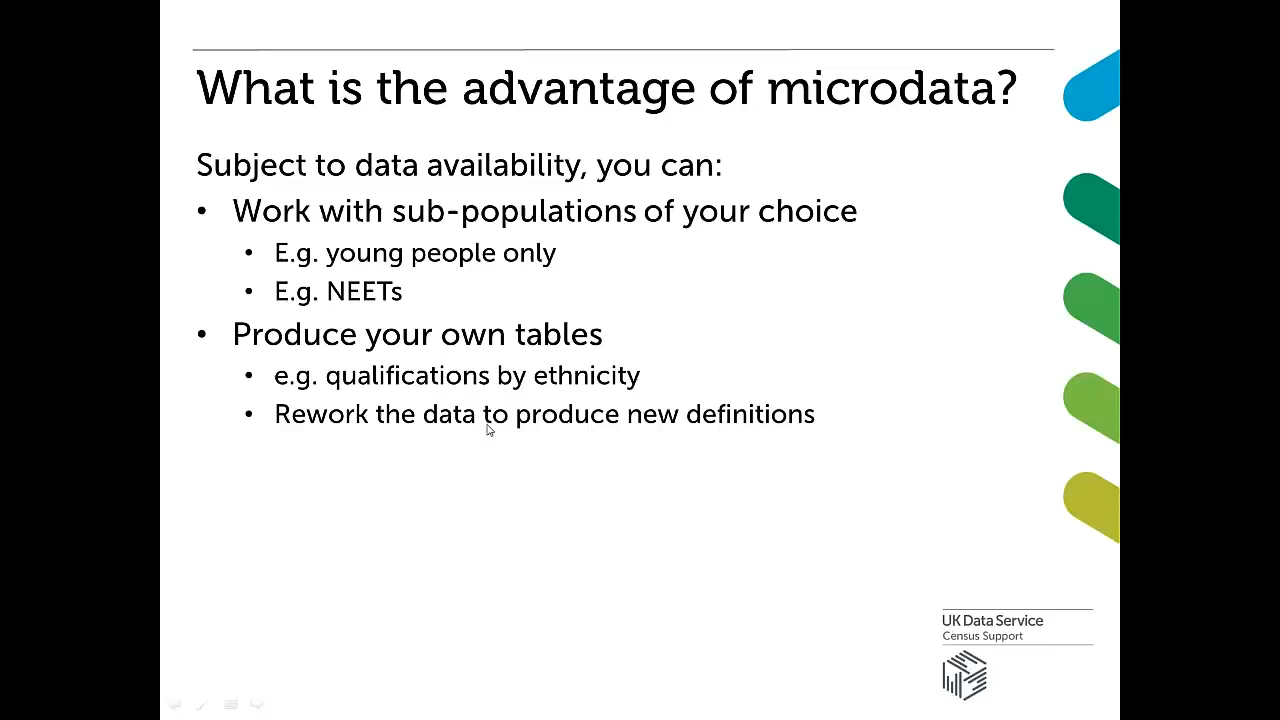 What is the advantage of microdata?
Subject to data availability, you can:
• Work with sub-populations of your choice
• E.g. young people only
• E.g. NEETs
• Produce your own tables
• e.g. qualifications by ethnicity
• Rework the data to produce new definitions
UK Data Service
Census Support